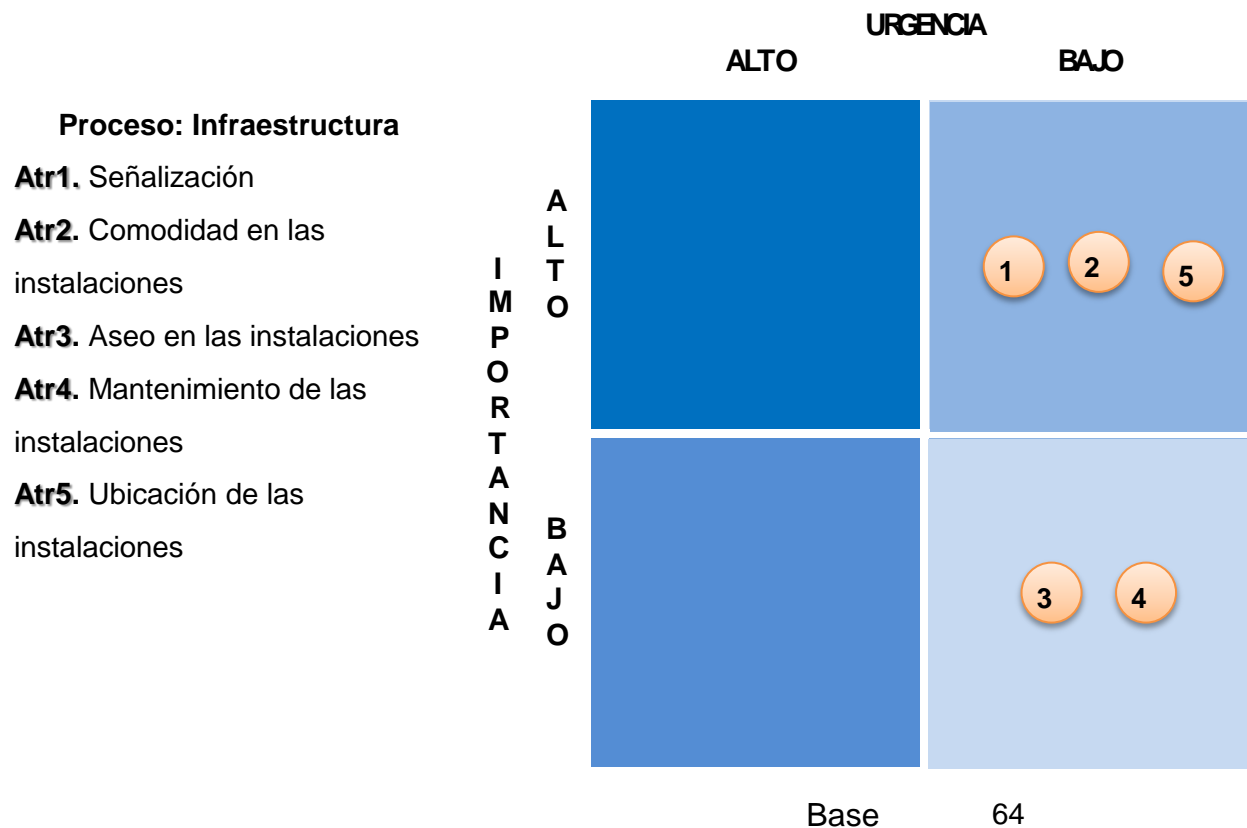 URGENCIA
ALTO BAJO
Proceso: Infraestructura
Atr1. Señalización
Atr2. Comodidad en las
instalaciones
Atr3. Aseo en las instalaciones
Atr4. Mantenimiento de las
instalaciones
Atr5. Ubicación de las
instalaciones
IMPORTANCIA
ALTO
BAJO
1 2 5
3 4
Base 64